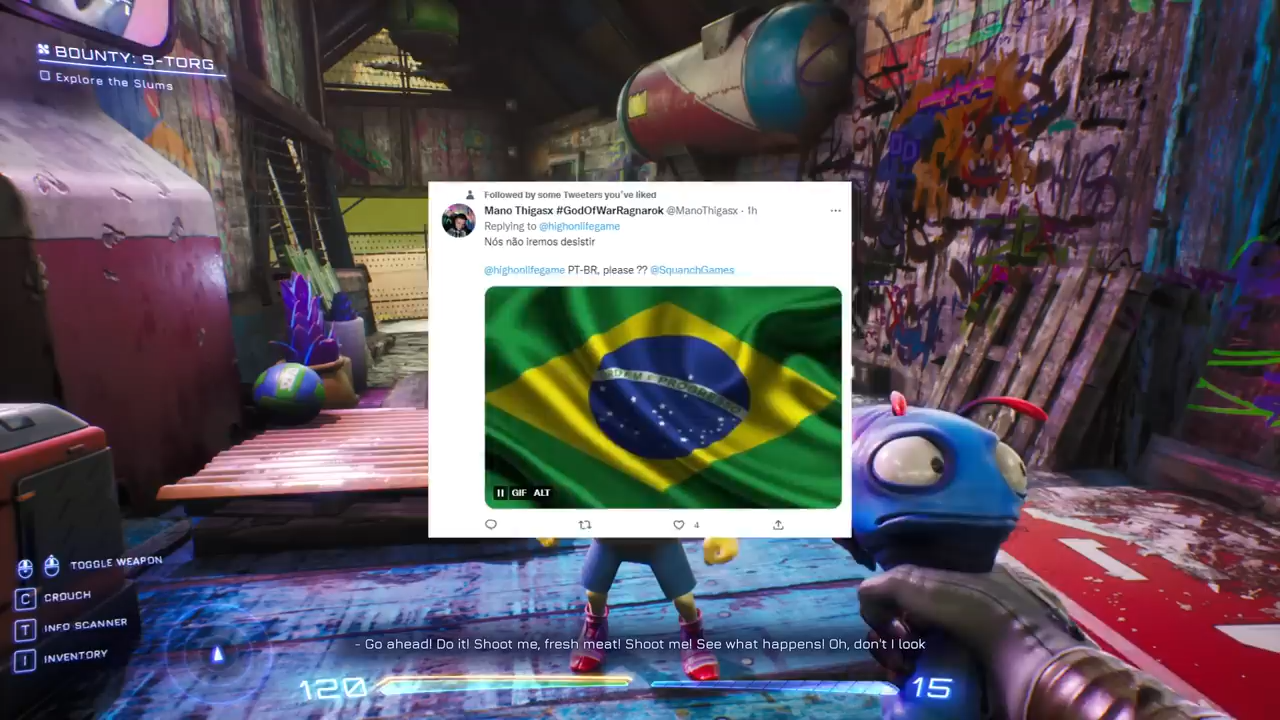 BOUNTY: 9-TORG
Explore the Slums
Followed by some Tweeters you've liked
Mano Thigasx #GodOfWarRagnarok @ManoThigasx · 1h
Replying to @highonlifegame
Nós não iremos desistir
@highonlifegame PT-BR, please ?? @SquanchGames
ORDEM E PROGRESSO
GIF ALT
4
TOGGLE WEAPON
C CROUCH
T INFO SCANNER
I INVENTORY
- Go ahead! Do it! Shoot me, fresh meat! Shoot me! See what happens! Oh, don't I look
120
15